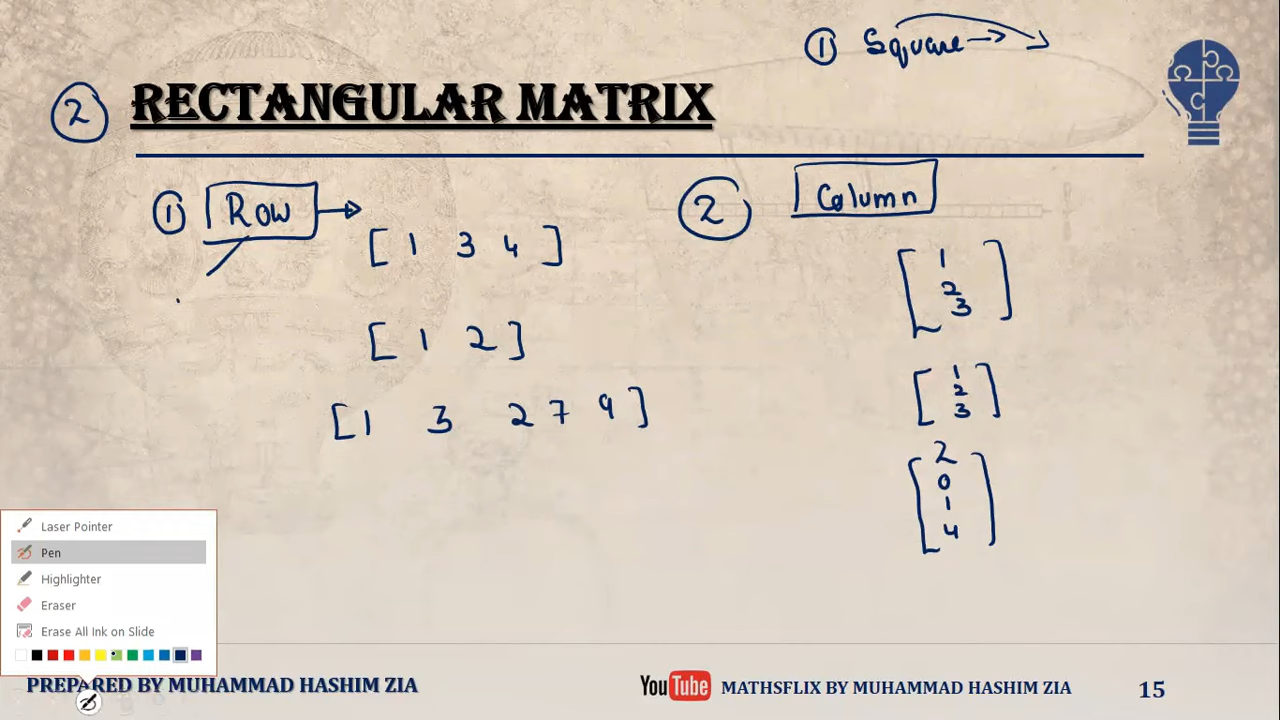 ① Square →
② RECTANGULAR MATRIX
① Row →
[ 1 3 4 ]
[ 1 2 ]
[ 1 3 2 7 9 ]
② Column
[ 1
2
3 ]
[ 1
2
3 ]
[ 2
0
1
4 ]
Laser Pointer
Pen
Highlighter
Eraser
Erase All Ink on Slide
PREPARED BY MUHAMMAD HASHIM ZIA
YouTube MATHSFLIX BY MUHAMMAD HASHIM ZIA
15